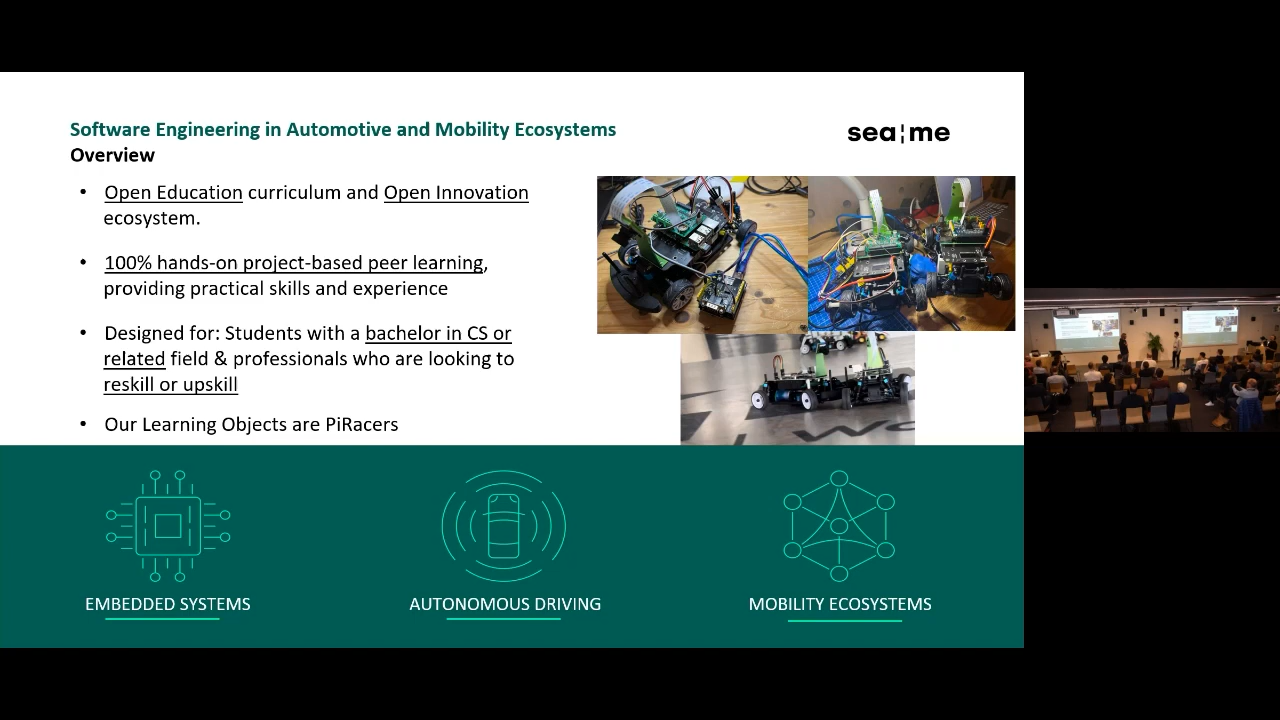 Software Engineering in Automotive and Mobility Ecosystems
Overview
sea¦me
• Open Education curriculum and Open Innovation
ecosystem.
• 100% hands-on project-based peer learning,
providing practical skills and experience
• Designed for: Students with a bachelor in CS or
related field & professionals who are looking to
reskill or upskill
• Our Learning Objects are PiRacers
EMBEDDED SYSTEMS
AUTONOMOUS DRIVING
MOBILITY ECOSYSTEMS